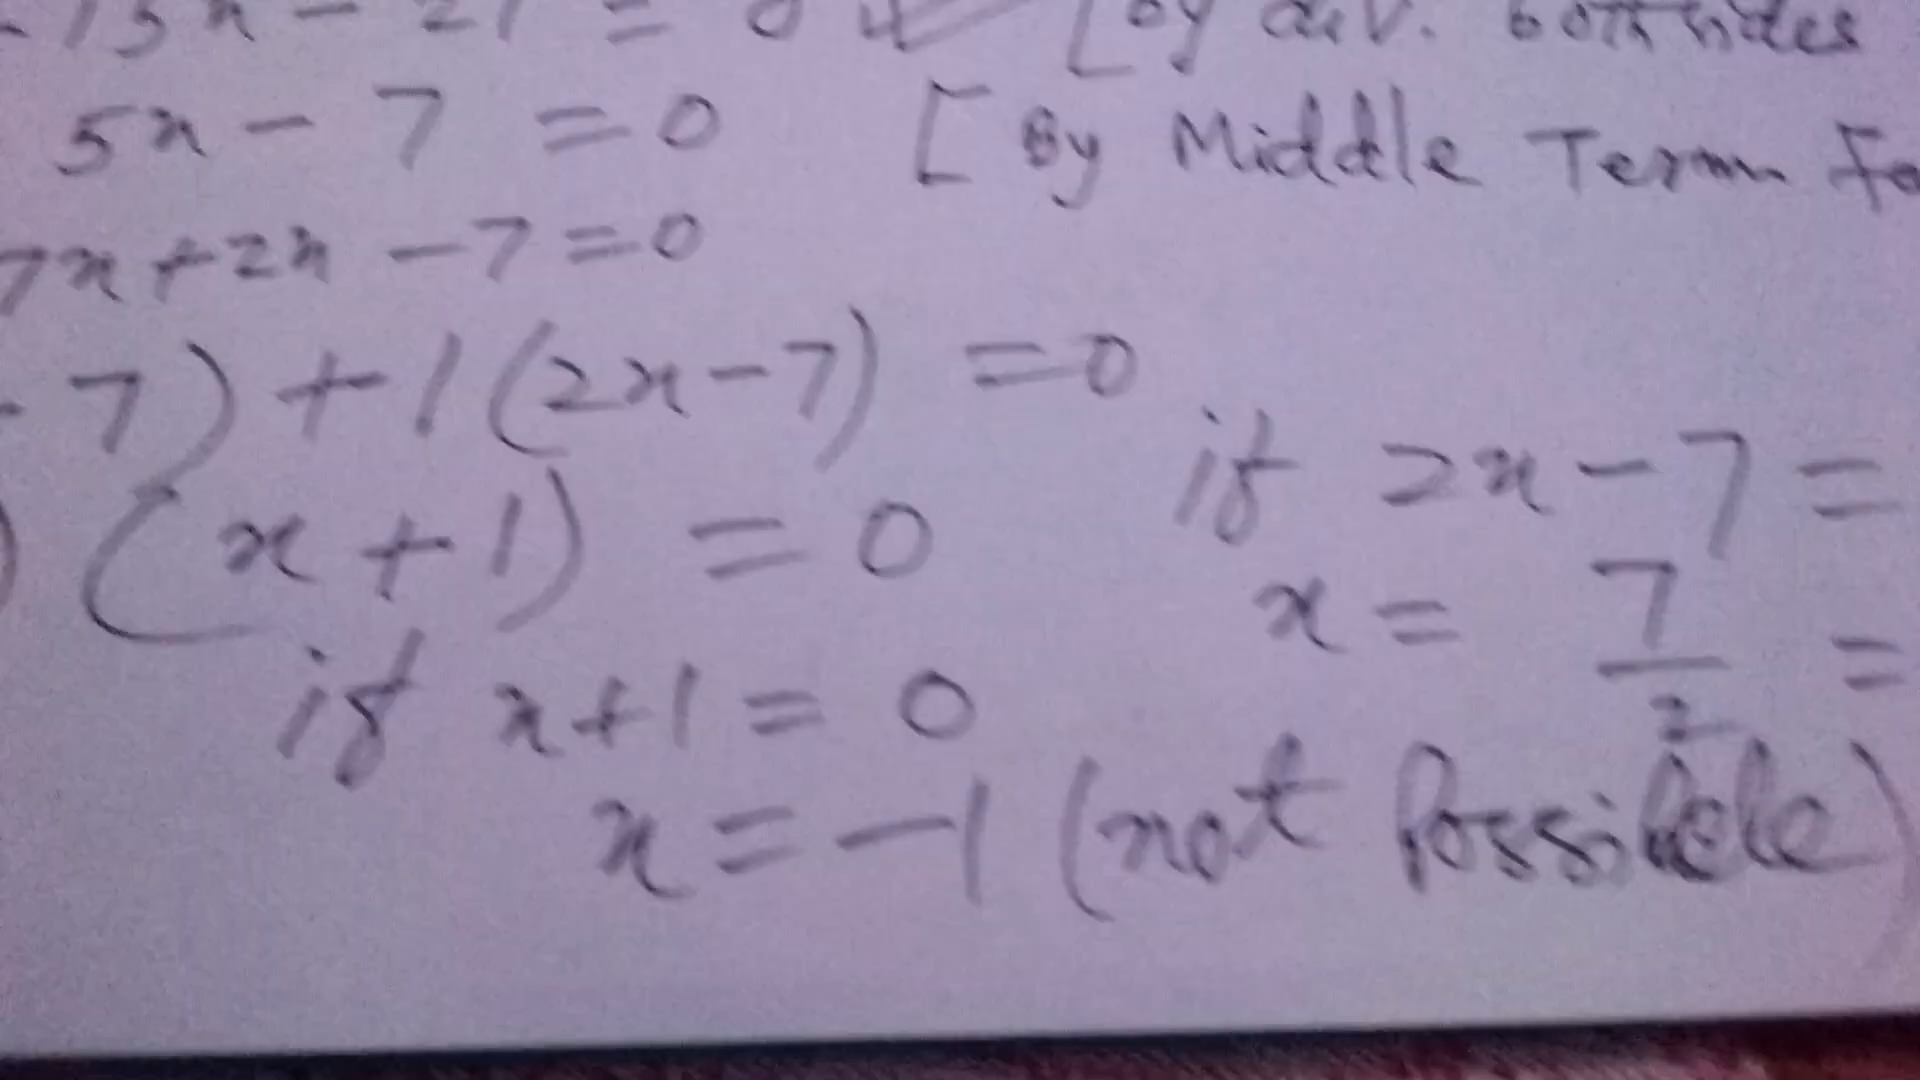 - 15x - 21 = 0 [By div. both sides
5x - 7 = 0 [By Middle Term Fa
7x + 2x - 7 = 0
- 7) + 1 (2x - 7) = 0
) (x + 1) = 0
if 2x - 7 =
x = 7/2 =
if x + 1 = 0
x = -1 (not possible)